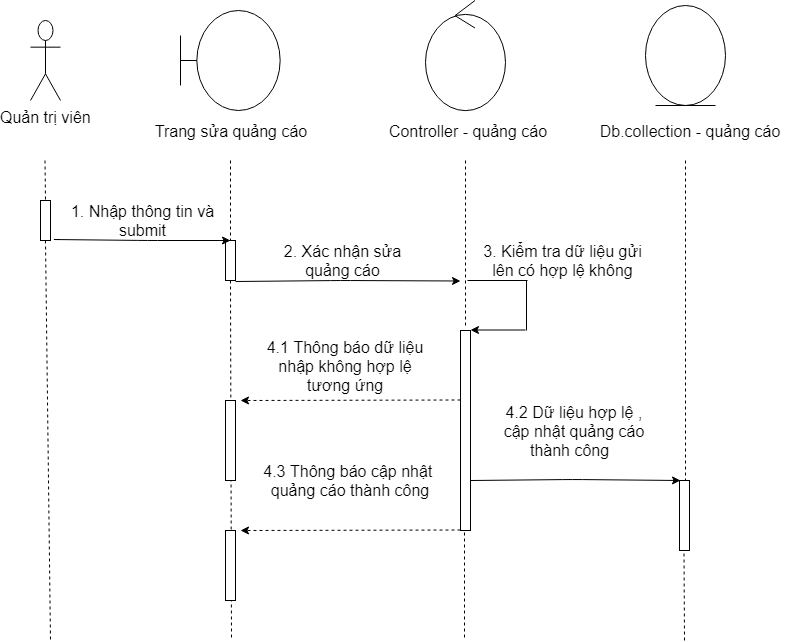 Quản trị viên
Trang sửa quảng cáo
Controller - quảng cáo
Db.collection - quảng cáo
1. Nhập thông tin và
submit
2. Xác nhận sửa
quảng cáo
3. Kiểm tra dữ liệu gửi
lên có hợp lệ không
4.1 Thông báo dữ liệu
nhập không hợp lệ
tương ứng
4.2 Dữ liệu hợp lệ ,
cập nhật quảng cáo
thành công
4.3 Thông báo cập nhật
quảng cáo thành công